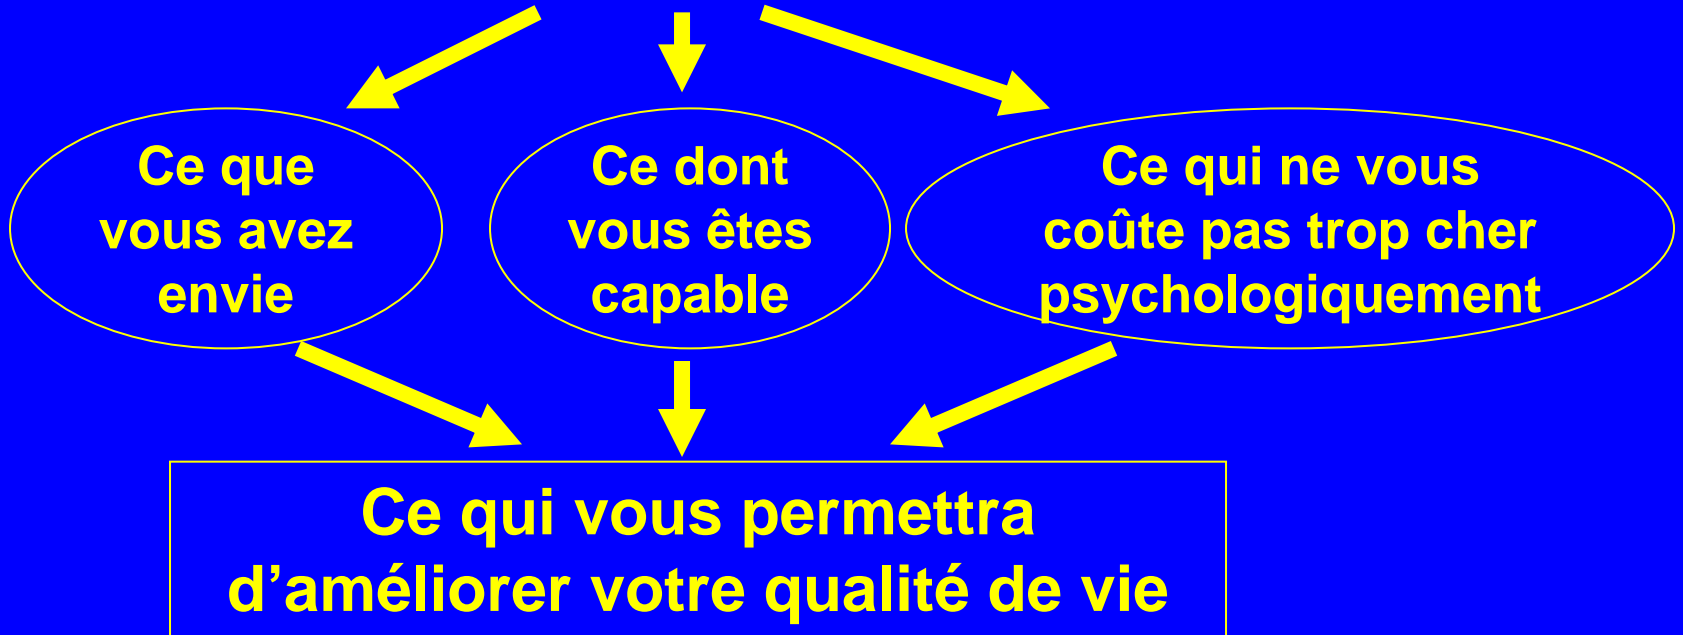 Ce que
vous avez
envie
Ce dont
vous êtes
capable
Ce qui ne vous
coûte pas trop cher
psychologiquement
Ce qui vous permettra
d’améliorer votre qualité de vie